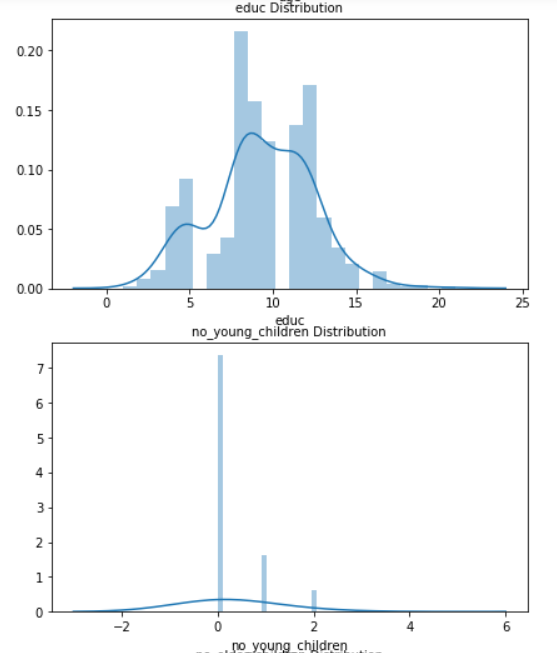 educ Distribution
0.20
0.15
0.10
0.05
0.00
0 5 10 15 20 25
educ
no_young_children Distribution
7
6
5
4
3
2
1
0
−2 0 2 4 6
no_young_children